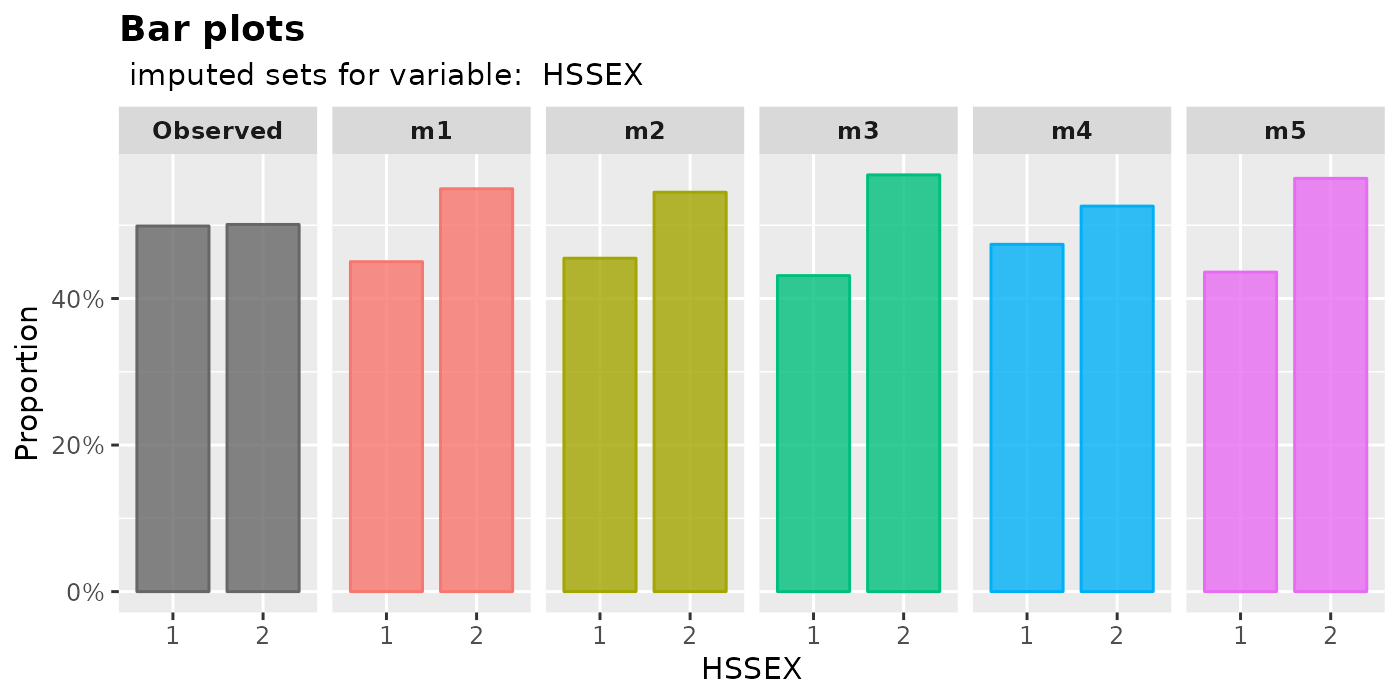 Bar plots
imputed sets for variable:  HSSEX
Observed m1 m2 m3 m4 m5
Proportion
40%
20%
0%
1 2 1 2 1 2 1 2 1 2 1 2
HSSEX